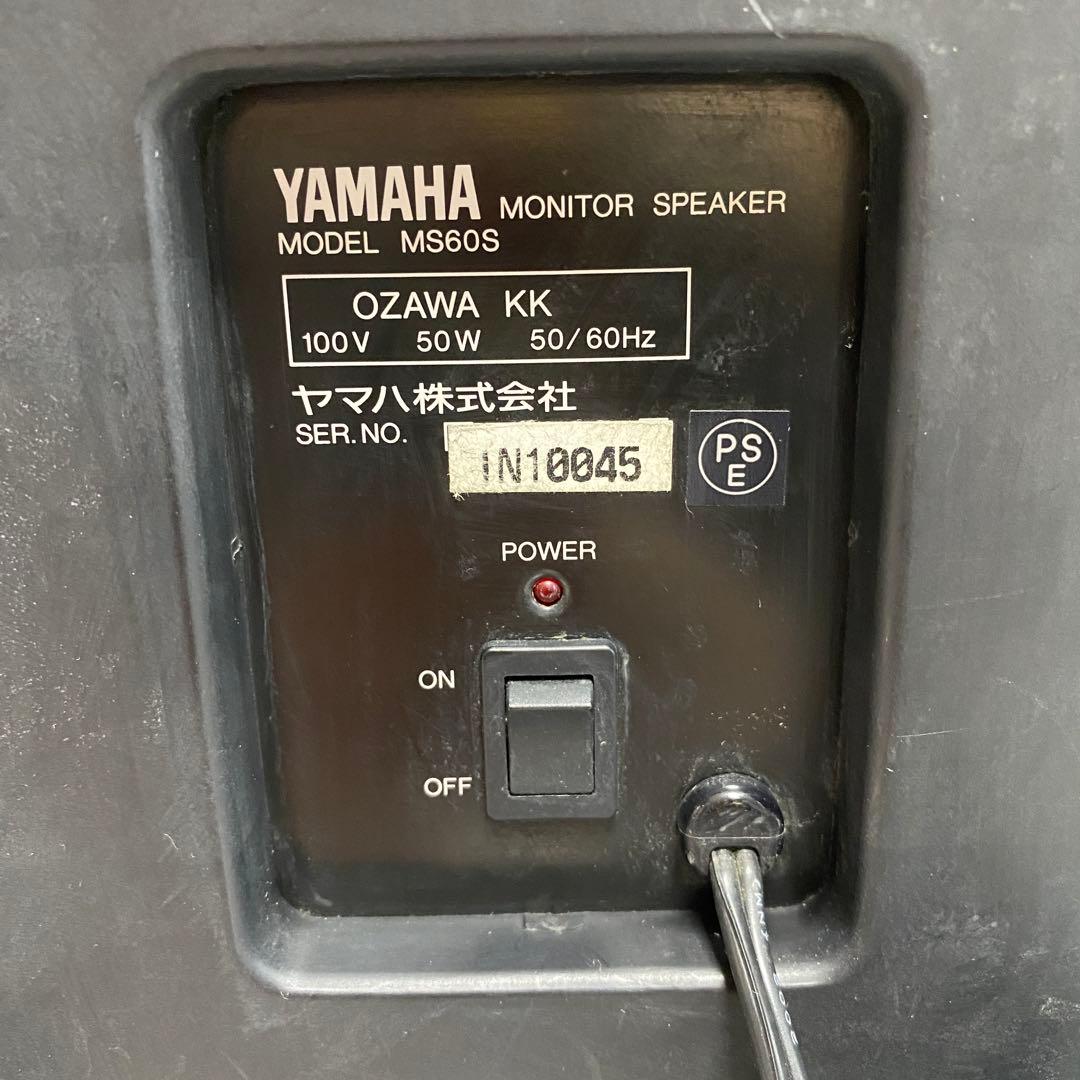 YAMAHA MONITOR SPEAKER
MODEL MS60S
OZAWA KK
100V 50W 50/60Hz
ヤマハ株式会社
SER. NO. IN10045
PS
E
POWER
ON
OFF